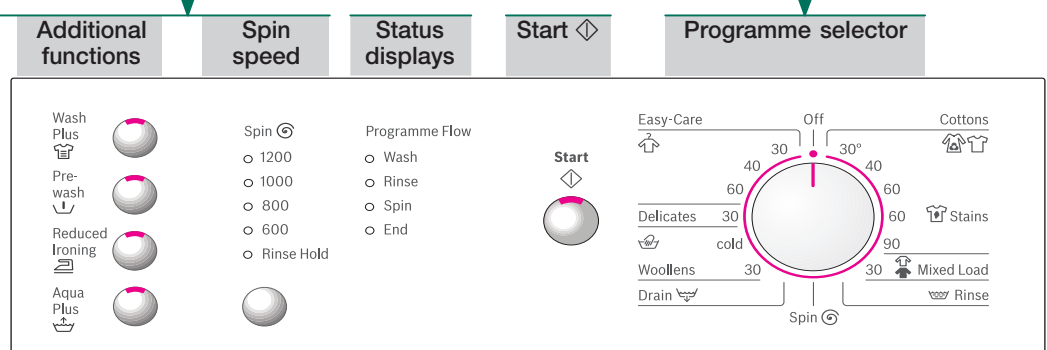 Additional
functions
Spin
speed
Status
displays
Start
Programme selector
Wash
Plus
Pre-
wash
Reduced
Ironing
Aqua
Plus
Spin
1200
1000
800
600
Rinse Hold
Programme Flow
Wash
Rinse
Spin
End
Start
Easy-Care
Off
Cottons
30
30°
40
40
60
60
Delicates 30
60 Stains
cold
90
Woollens 30
30 Mixed Load
Drain
Rinse
Spin